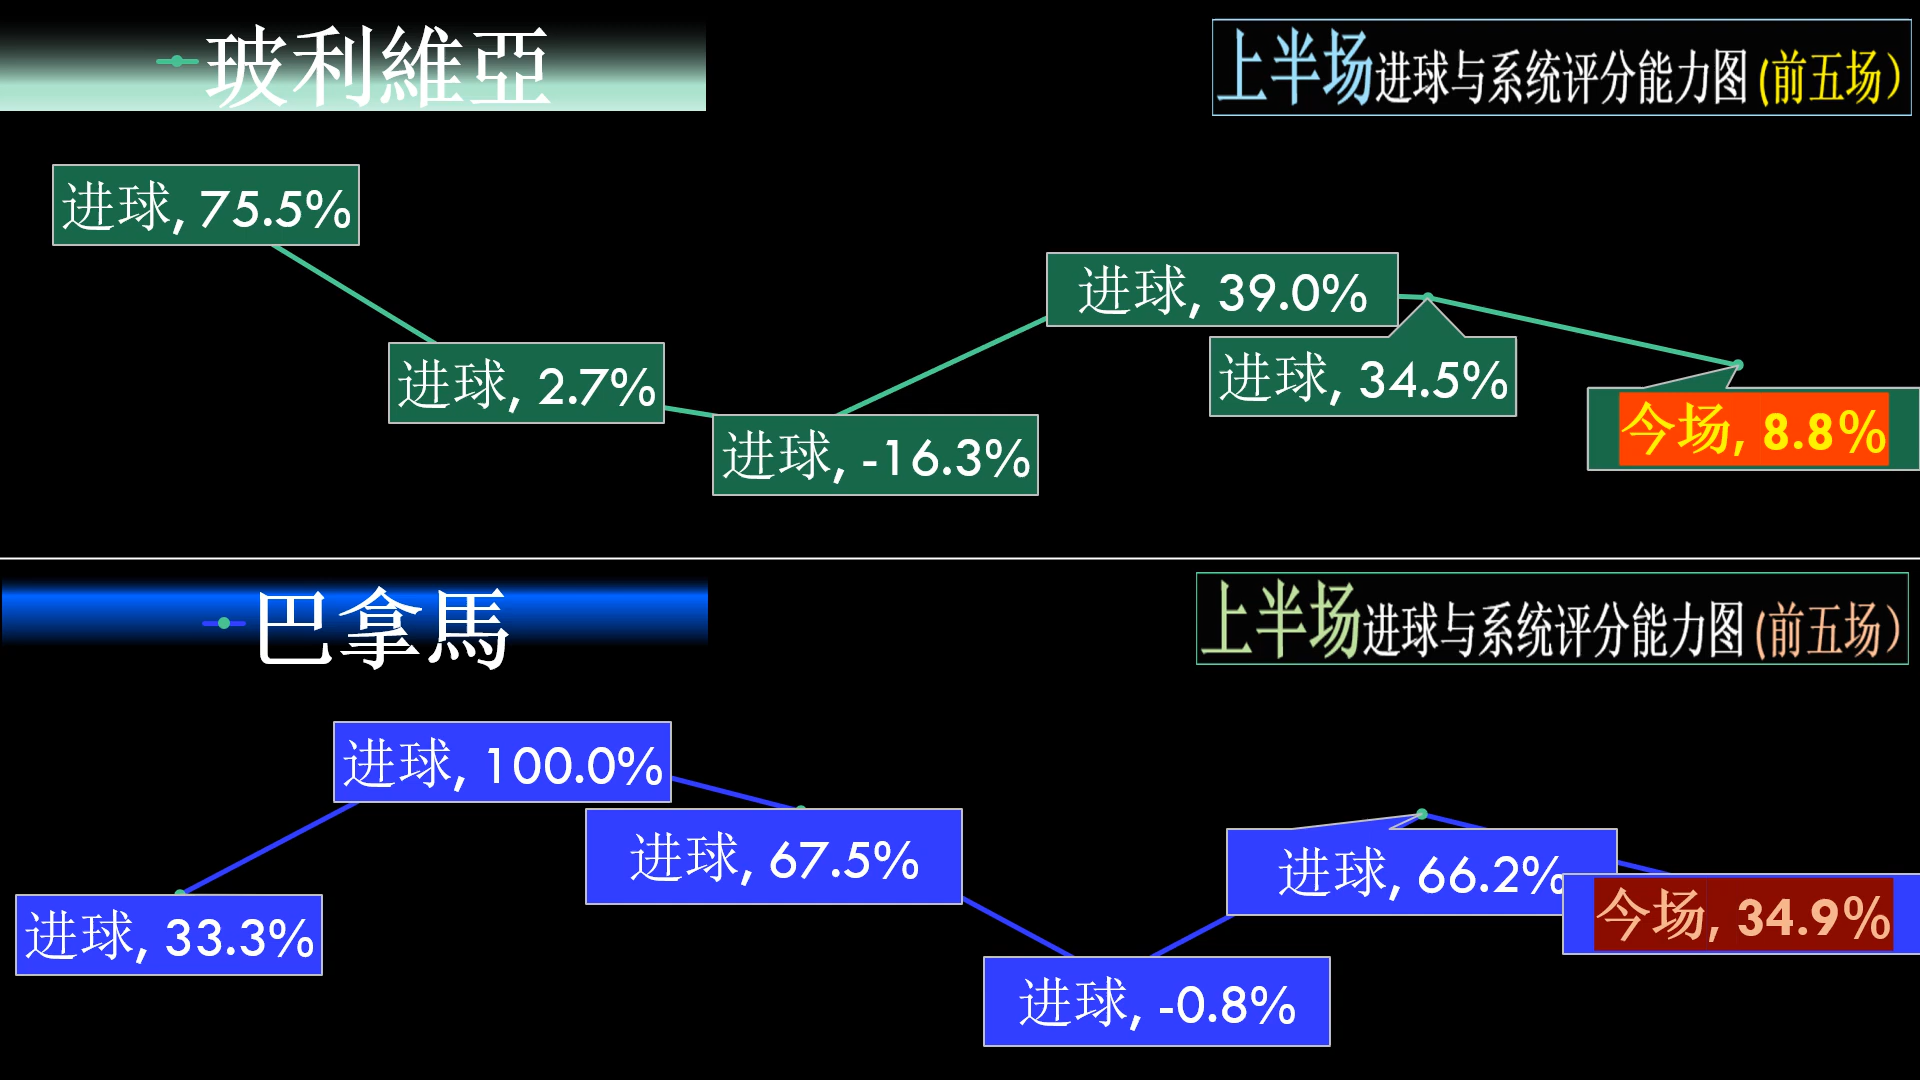 玻利維亞
上半场进球与系统评分能力图 (前五场）
进球, 75.5%
进球, 2.7%
进球, -16.3%
进球, 39.0%
进球, 34.5%
今场, 8.8%
巴拿馬
上半场进球与系统评分能力图 (前五场）
进球, 33.3%
进球, 100.0%
进球, 67.5%
进球, -0.8%
进球, 66.2%
今场, 34.9%